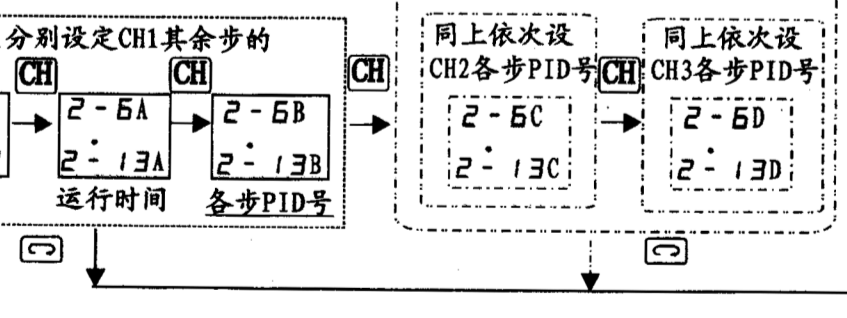 分别设定CH1其余步的
CH
CH
2-6A
2-13A
运行时间
2-6B
2-13B
各步PID号
CH
同上依次设
CH2各步PID号
2-6C
2-13C
CH
同上依次设
CH3各步PID号
2-6D
2-13D